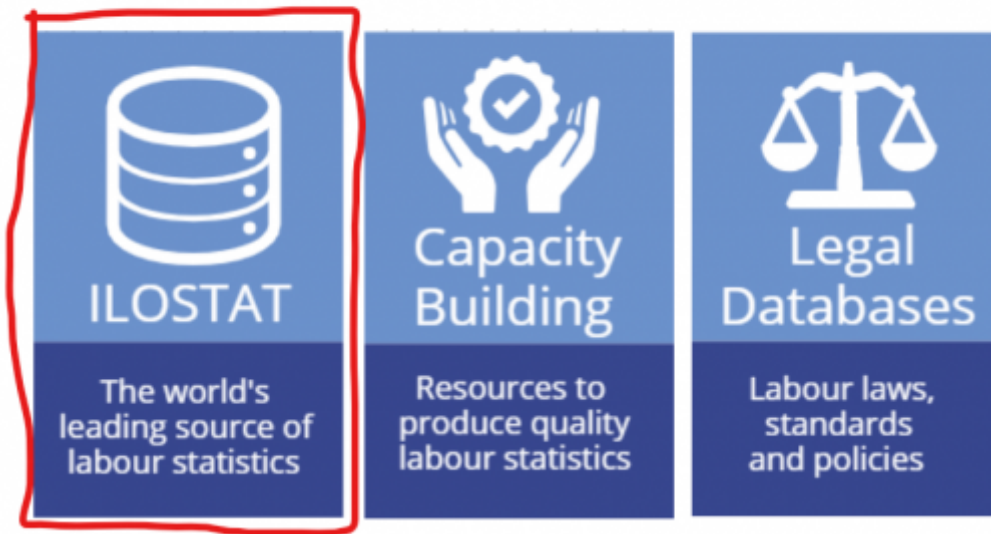 ILOSTAT
The world's
leading source of
labour statistics
Capacity
Building
Resources to
produce quality
labour statistics
Legal
Databases
Labour laws,
standards
and policies